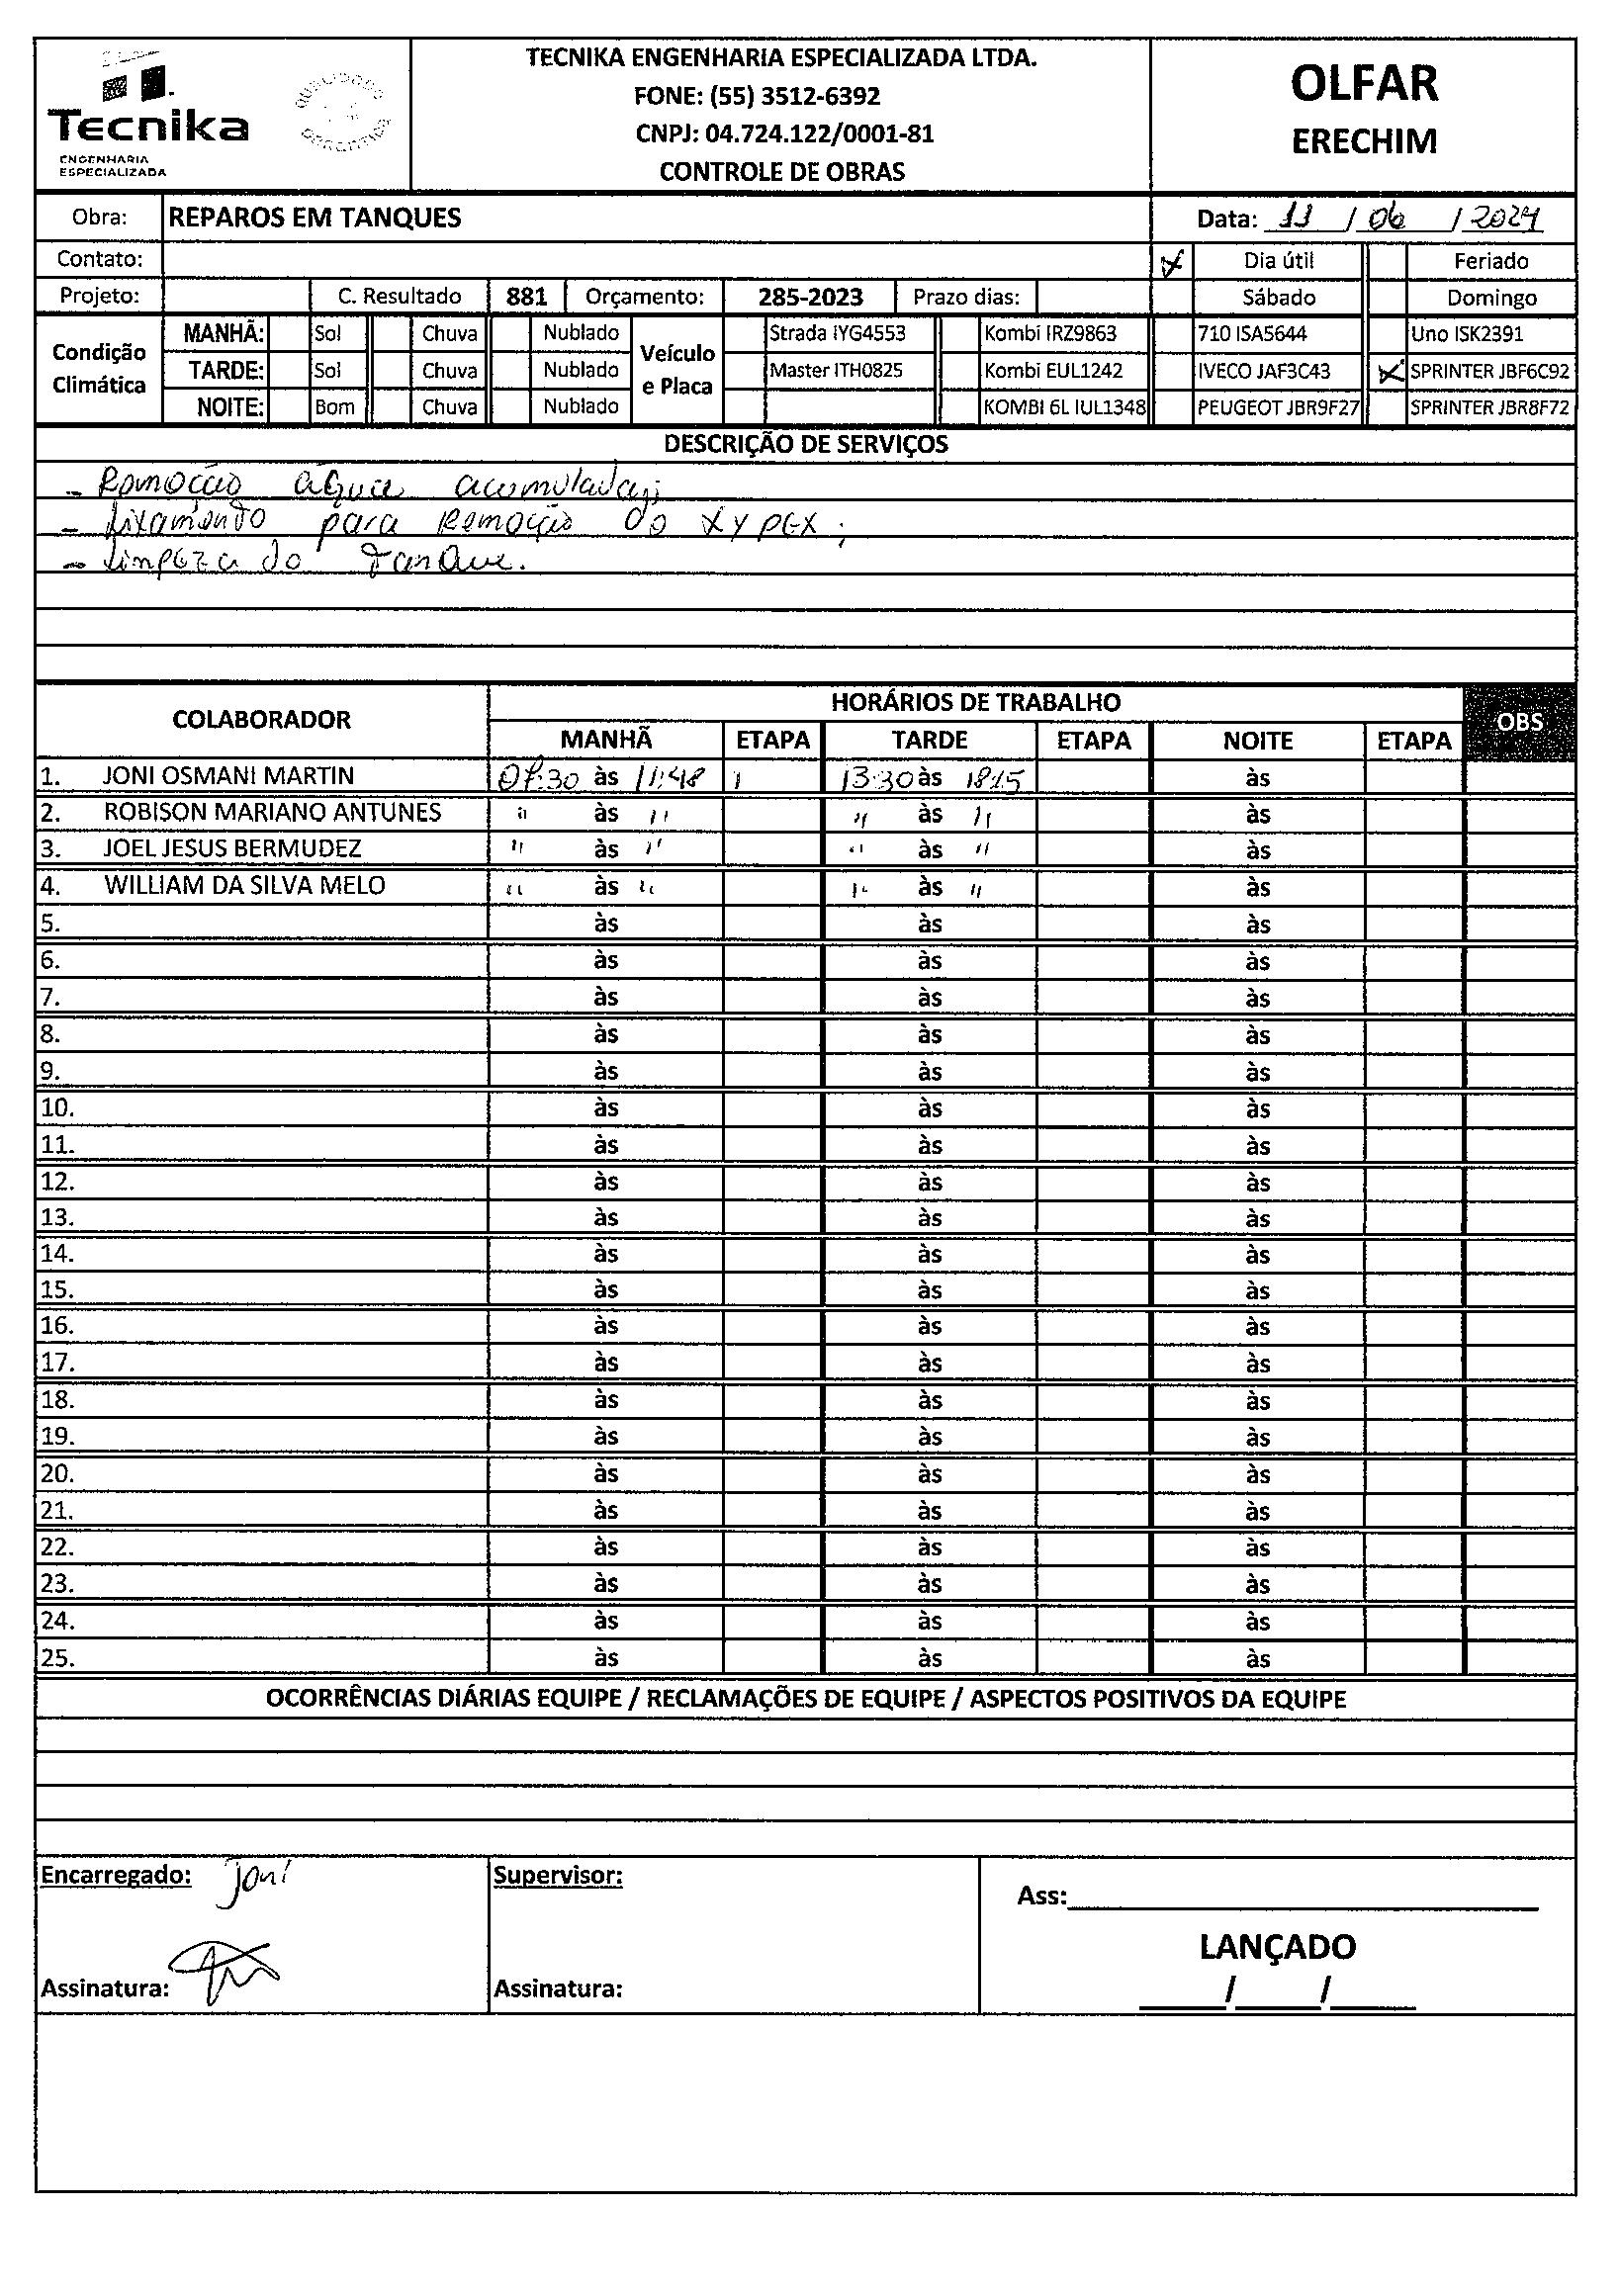 Tecnika
ENGENHARIA
ESPECIALIZADA
QUALIDADE
GARANTIDA
TECNIKA ENGENHARIA ESPECIALIZADA LTDA.
FONE: (55) 3512-6392
CNPJ: 04.724.122/0001-81
CONTROLE DE OBRAS
OLFAR
ERECHIM
Obra: REPAROS EM TANQUES Data: 11 / 06 / 2024
Contato: X Dia útil Feriado
Projeto: C. Resultado 881 Orçamento: 285-2023 Prazo dias: Sábado Domingo
Condição Climática MANHÃ: Sol Chuva Nublado Veículo e Placa Strada IYG4553 Kombi IRZ9863 710 ISA5644 Uno ISK2391
TARDE: Sol Chuva Nublado Master ITH0825 Kombi EUL1242 IVECO JAF3C43 X SPRINTER JBF6C92
NOITE: Bom Chuva Nublado KOMBI 6L IUL1348 PEUGEOT JBR9F27 SPRINTER JBR8F72
DESCRIÇÃO DE SERVIÇOS
- Remoção água acumuladas;
- lixamento para Remoção do XYPEX;
- limpeza do Tanque.
COLABORADOR HORÁRIOS DE TRABALHO OBS
MANHÃ ETAPA TARDE ETAPA NOITE ETAPA
1. JONI OSMANI MARTIN 07:30 às 11:48 1 13:30 às 18:15 às
2. ROBISON MARIANO ANTUNES " às " " às " às
3. JOEL JESUS BERMUDEZ " às " " às " às
4. WILLIAM DA SILVA MELO " às " " às " às
5. às às às
6. às às às
7. às às às
8. às às às
9. às às às
10. às às às
11. às às às
12. às às às
13. às às às
14. às às às
15. às às às
16. às às às
17. às às às
18. às às às
19. às às às
20. às às às
21. às às às
22. às às às
23. às às às
24. às às às
25. às às às
OCORRÊNCIAS DIÁRIAS EQUIPE / RECLAMAÇÕES DE EQUIPE / ASPECTOS POSITIVOS DA EQUIPE
Encarregado: Joni Supervisor:
Ass:
LANÇADO
Assinatura: Assinatura: / /